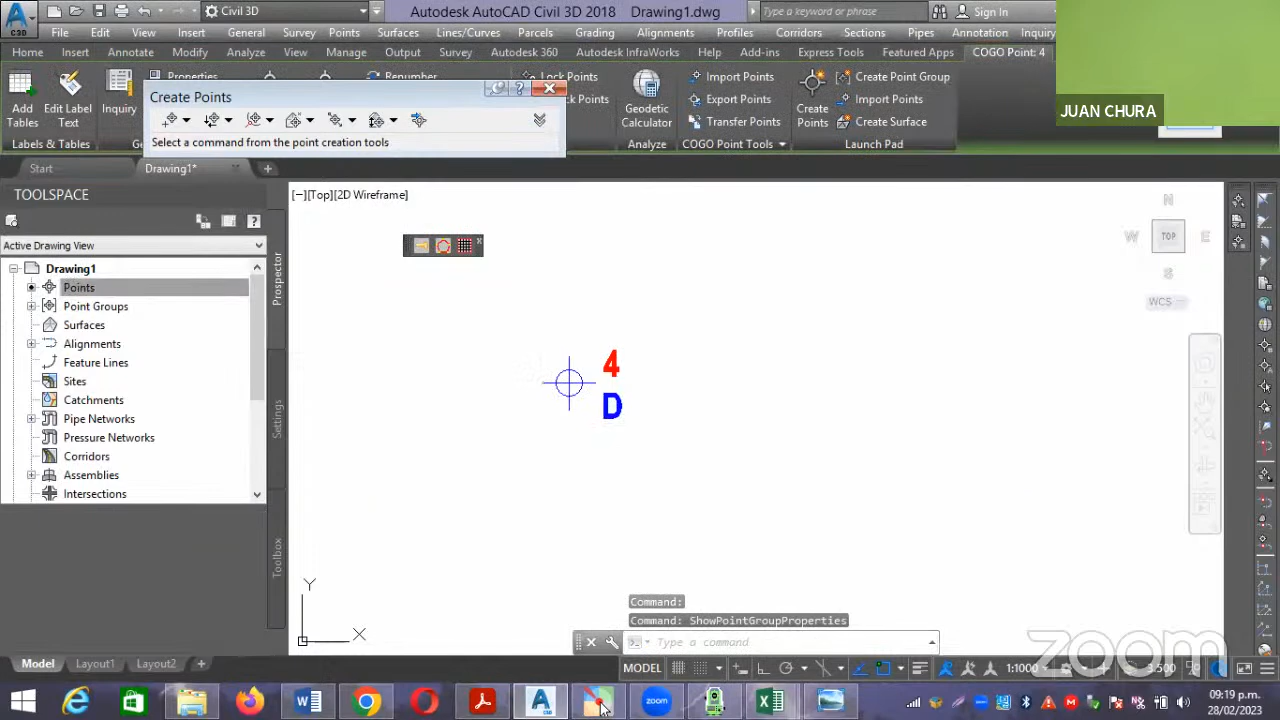 Civil 3D
Autodesk AutoCAD Civil 3D 2018 Drawing1.dwg
Type a keyword or phrase
Sign In
File Edit View Insert General Survey Points Surfaces Lines/Curves Parcels Grading Alignments Profiles Corridors Sections Pipes Annotation Inquiry
Home Insert Annotate Modify Analyze View Manage Output Survey Autodesk 360 Autodesk InfraWorks Help Add-ins Express Tools Featured Apps COGO Point: 4
Add Tables
Edit Label Text
Inquiry
Properties
Renumber
Lock Points
Geodetic Calculator
Import Points
Export Points
Transfer Points
Create Points
Create Point Group
Import Points
Create Surface
Labels & Tables
Analyze
COGO Point Tools
Launch Pad
JUAN CHURA
Create Points
Select a command from the point creation tools
Start
Drawing1*
TOOLSPACE
Active Drawing View
Drawing1
Points
Point Groups
Surfaces
Alignments
Feature Lines
Sites
Catchments
Pipe Networks
Pressure Networks
Corridors
Assemblies
Intersections
Prospector
Settings
Toolbox
[−][Top][2D Wireframe]
4
D
N
W TOP E
S
WCS
Y
X
Command:
Command: ShowPointGroupProperties
Type a command
Model Layout1 Layout2
MODEL
1:1000
3.500
zoom
zoom
09:19 p.m.
28/02/2023